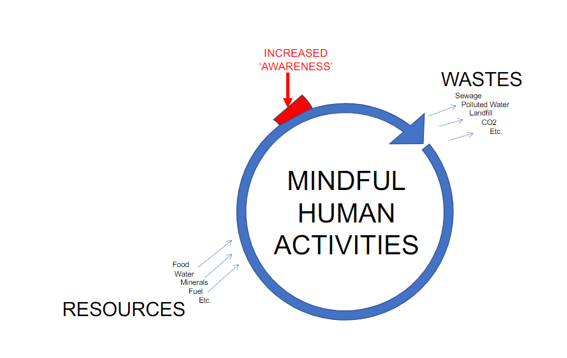 INCREASED
‘AWARENESS’
WASTES
Sewage
Polluted Water
Landfill
CO2
Etc.
MINDFUL
HUMAN
ACTIVITIES
Food
Water
Minerals
Fuel
Etc.
RESOURCES